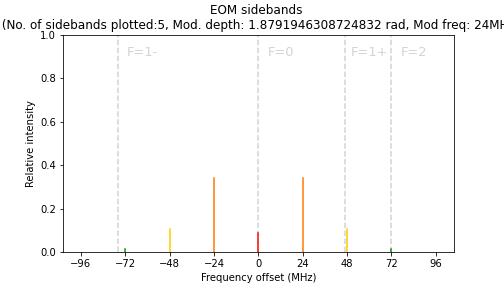 EOM sidebands
(No. of sidebands plotted:5, Mod. depth: 1.8791946308724832 rad, Mod freq: 24MH
F=1- F=0 F=1+ F=2
1.0
0.8
0.6
0.4
0.2
0.0
Relative intensity
−96 −72 −48 −24 0 24 48 72 96
Frequency offset (MHz)